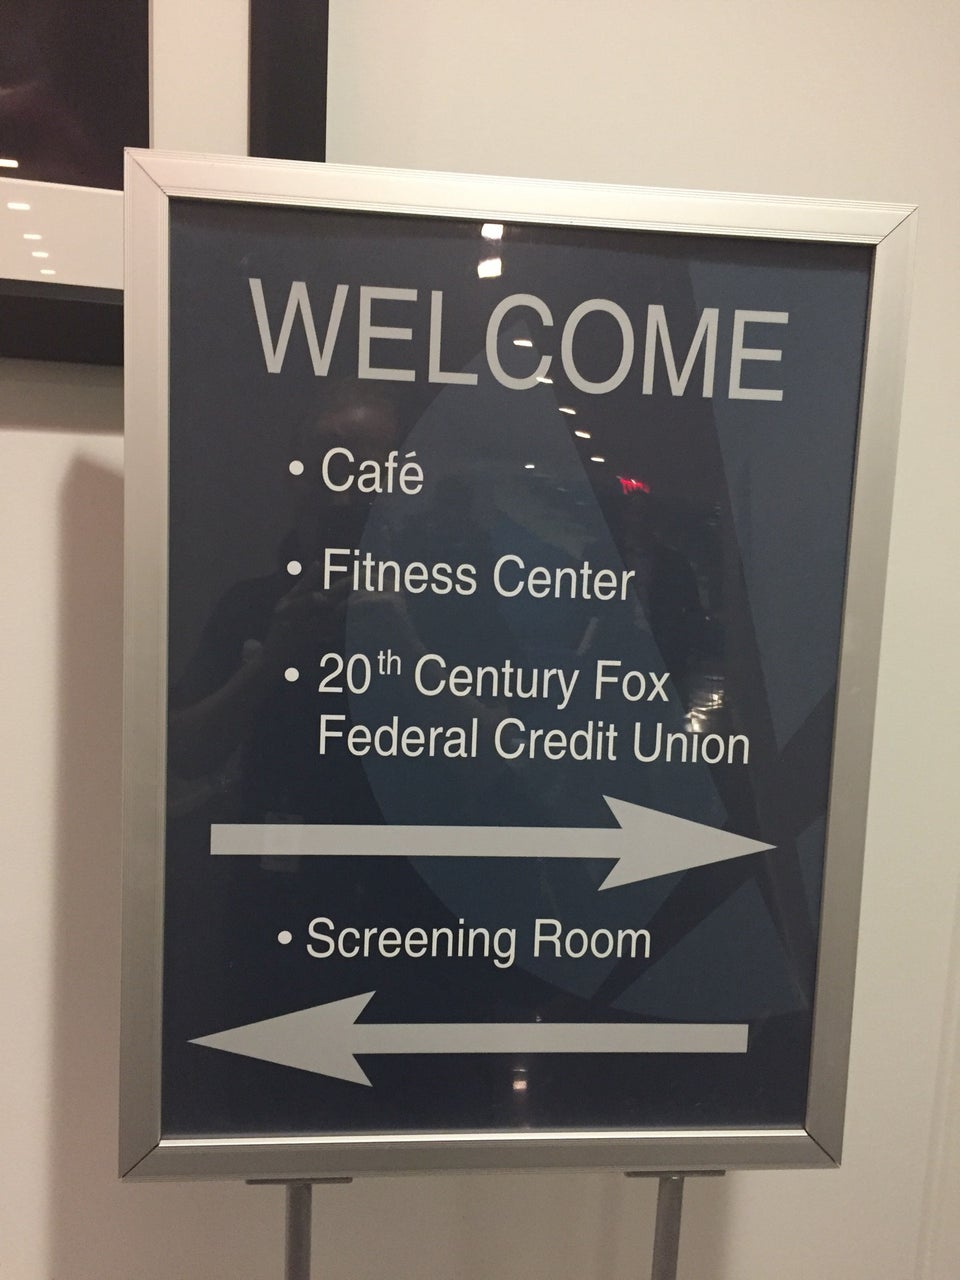 WELCOME
• Café
• Fitness Center
• 20th Century Fox
Federal Credit Union
• Screening Room